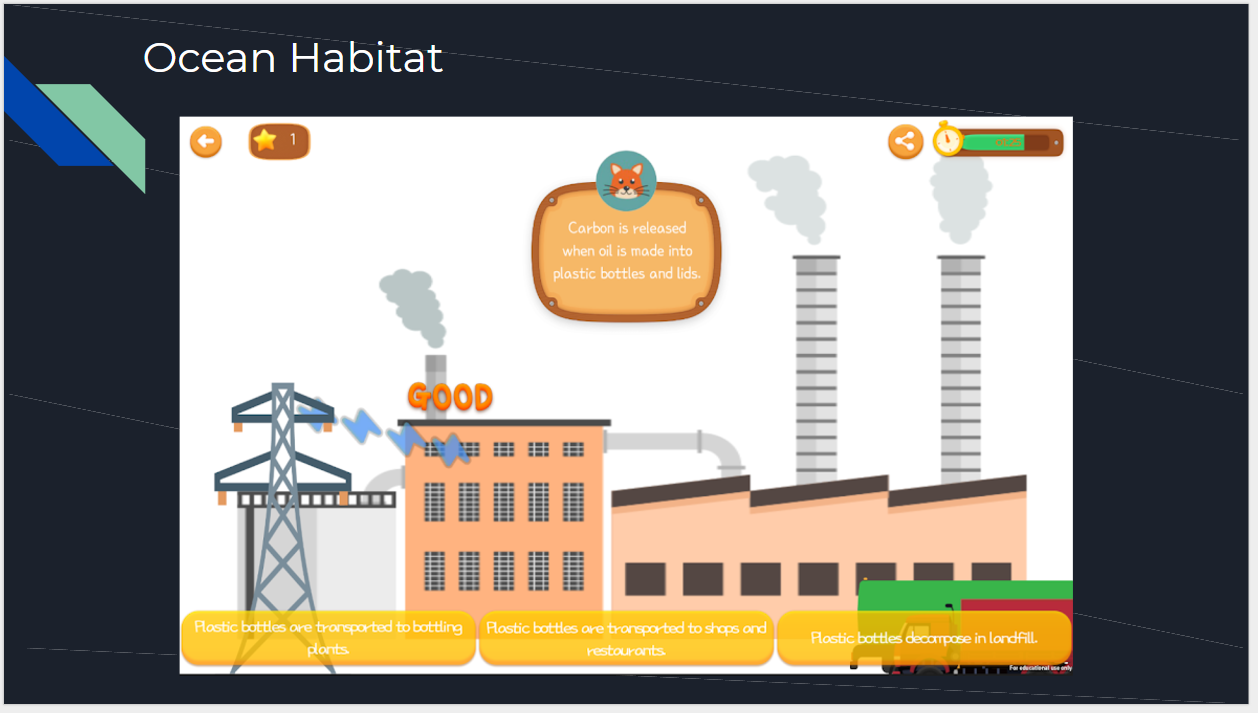 Ocean Habitat
1
Carbon is released
when oil is made into
plastic bottles and lids.
GOOD
Plastic bottles are transported to bottling
plants.
Plastic bottles are transported to shops and
restaurants.
Plastic bottles decompose in landfill.
For educational use only